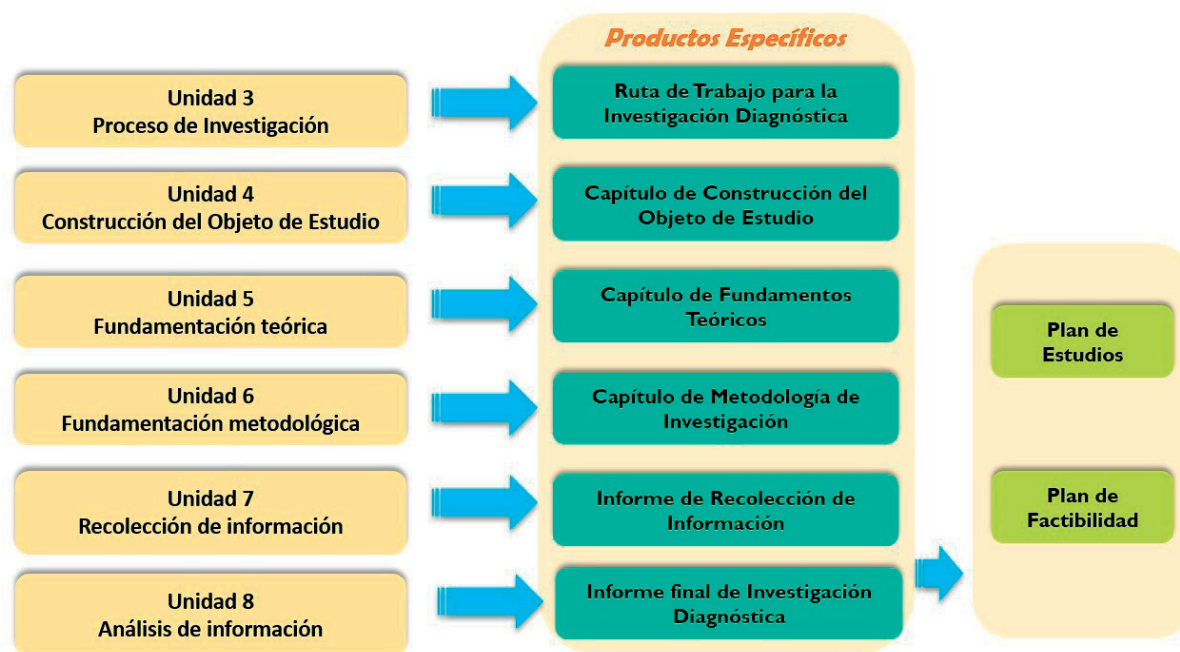 Productos Específicos
Unidad 3
Proceso de Investigación
Ruta de Trabajo para la
Investigación Diagnóstica
Unidad 4
Construcción del Objeto de Estudio
Capítulo de Construcción del
Objeto de Estudio
Unidad 5
Fundamentación teórica
Capítulo de Fundamentos
Teóricos
Unidad 6
Fundamentación metodológica
Capítulo de Metodología de
Investigación
Unidad 7
Recolección de información
Informe de Recolección de
Información
Unidad 8
Análisis de información
Informe final de Investigación
Diagnóstica
Plan de
Estudios
Plan de
Factibilidad